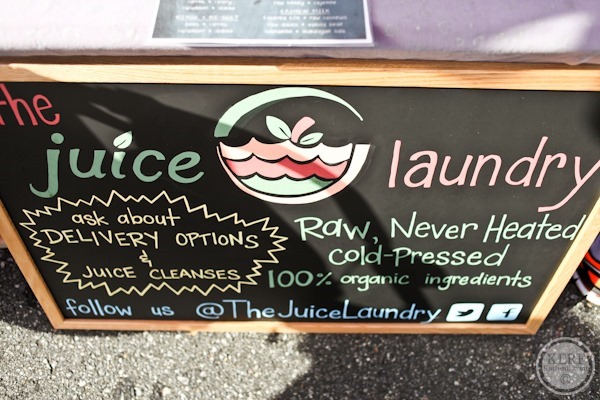 the
juice laundry
ask about
DELIVERY OPTIONS
&
JUICE CLEANSES
Raw, Never Heated
Cold-Pressed
100% organic ingredients
follow us @TheJuiceLaundry